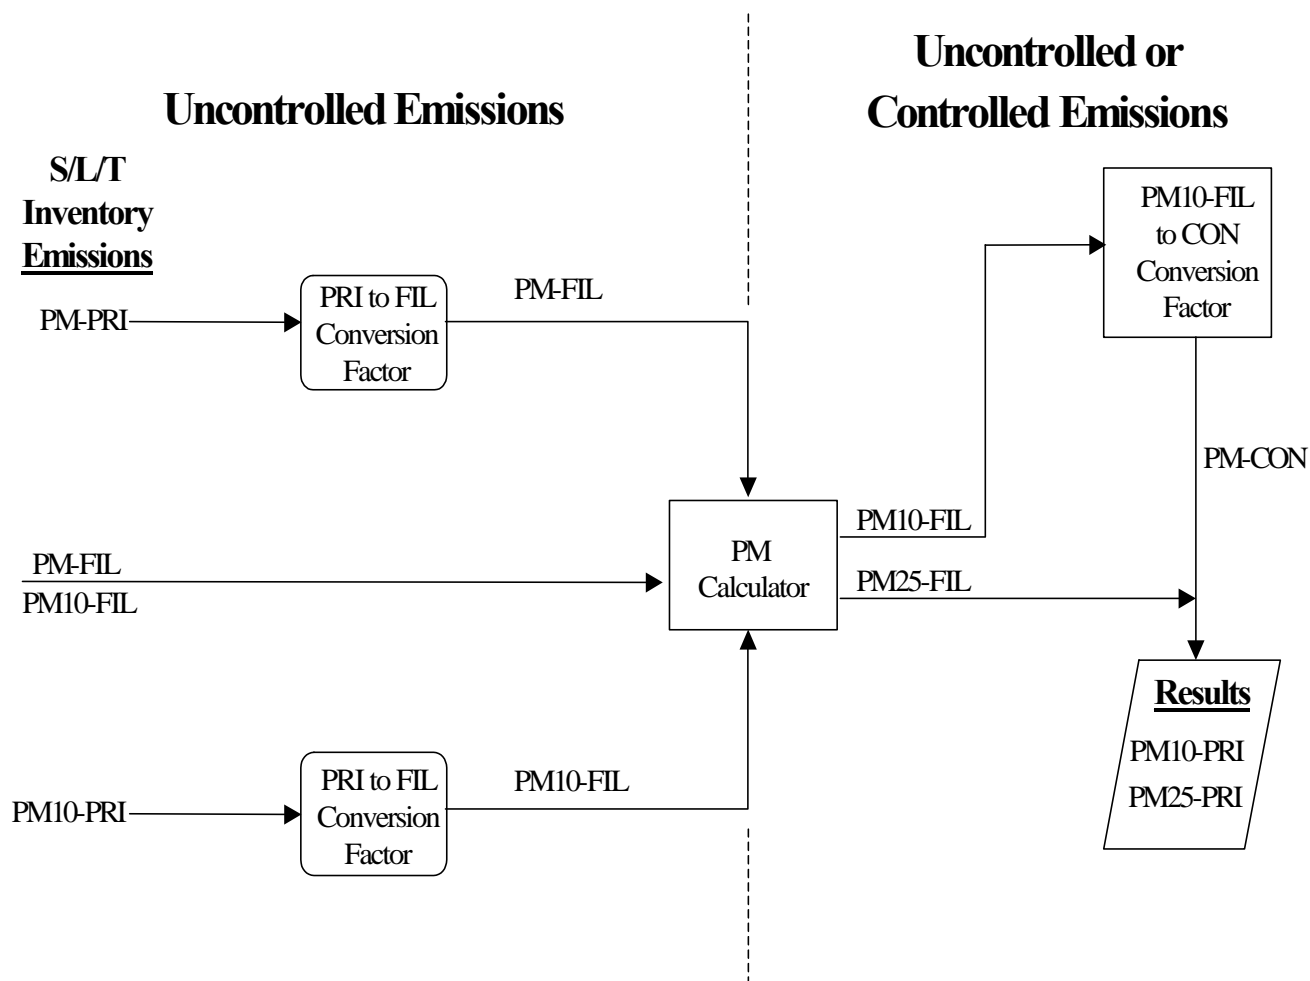 Uncontrolled Emissions
Uncontrolled or
Controlled Emissions
S/L/T
Inventory
Emissions
PM-PRI
PRI to FIL
Conversion
Factor
PM-FIL
PM10-FIL
to CON
Conversion
Factor
PM-CON
PM-FIL
PM10-FIL
PM
Calculator
PM10-FIL
PM25-FIL
PM10-PRI
PRI to FIL
Conversion
Factor
PM10-FIL
Results
PM10-PRI
PM25-PRI